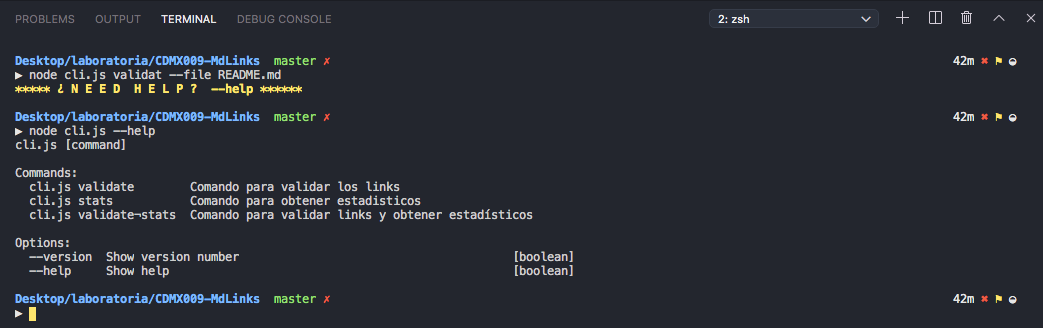 PROBLEMS OUTPUT TERMINAL DEBUG CONSOLE 2: zsh
Desktop/laboratoria/CDMX009-MdLinks master ✗ 42m ✖ ⚑ ◒
▶ node cli.js validat --file README.md
***** ¿ N E E D  H E L P ?  --help ******
Desktop/laboratoria/CDMX009-MdLinks master ✗ 42m ✖ ⚑ ◒
▶ node cli.js --help
cli.js [command]
Commands:
cli.js validate Comando para validar los links
cli.js stats Comando para obtener estadisticos
cli.js validate¬stats Comando para validar links y obtener estadísticos
Options:
--version Show version number [boolean]
--help Show help [boolean]
Desktop/laboratoria/CDMX009-MdLinks master ✗ 42m ✖ ⚑ ◒
▶